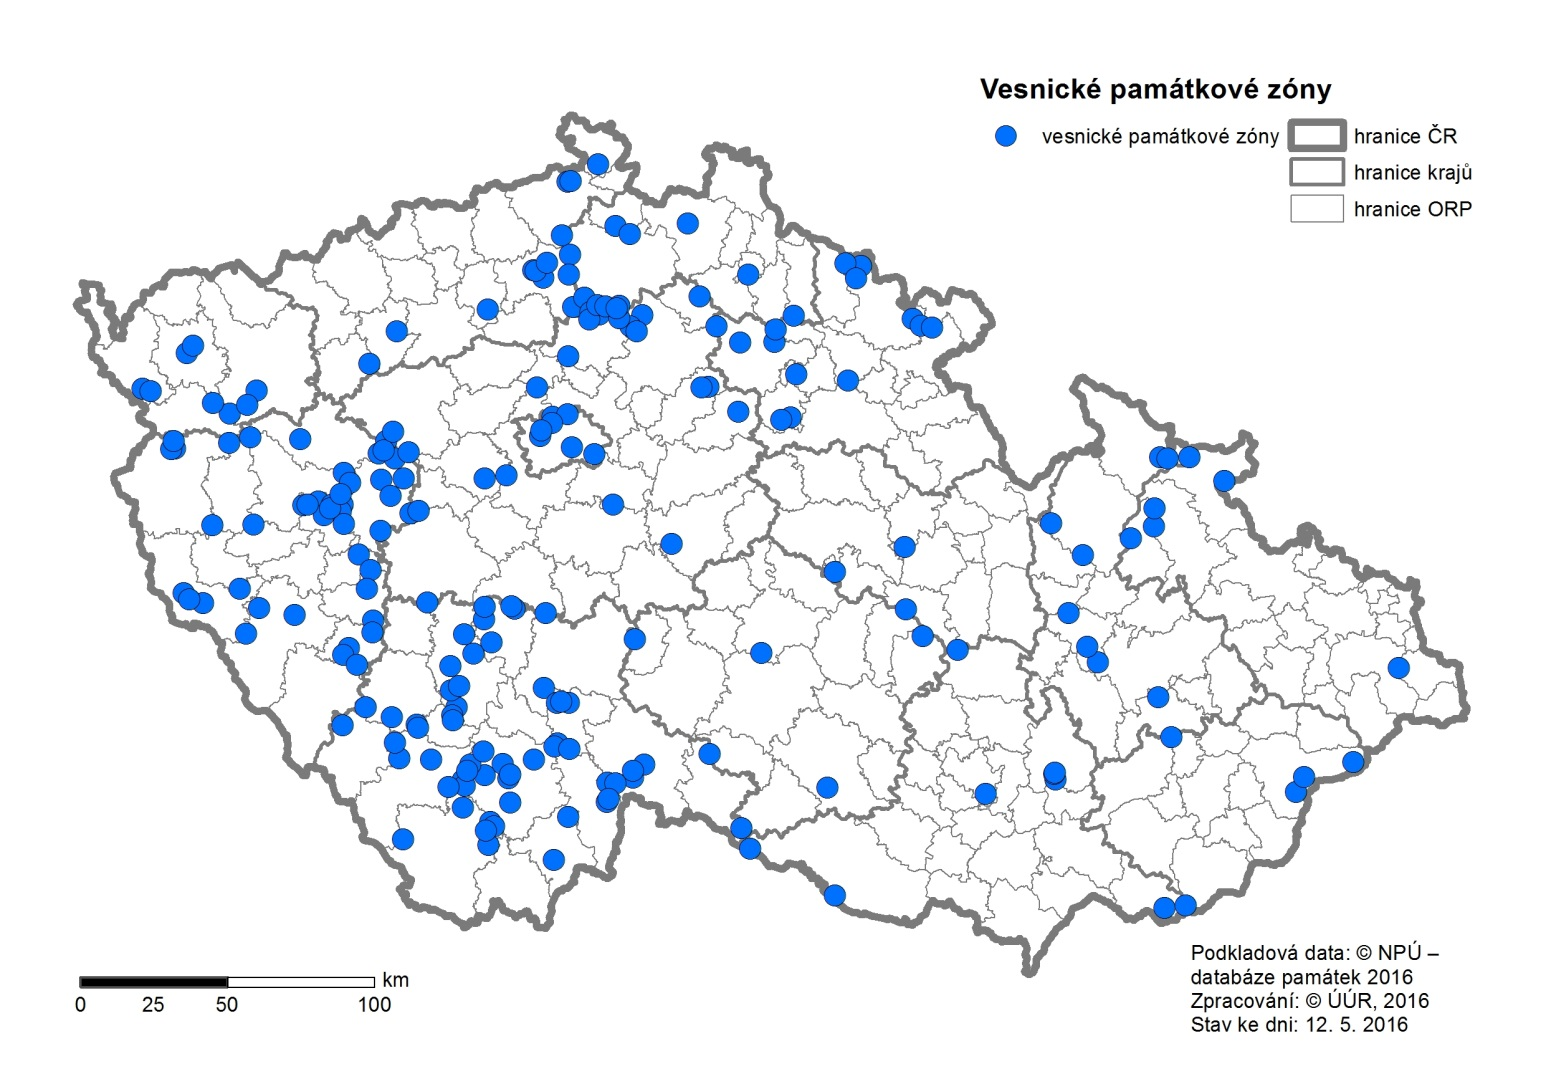 Vesnické památkové zóny
vesnické památkové zóny
hranice ČR
hranice krajů
hranice ORP
km
0 25 50 100
Podkladová data: © NPÚ –
databáze památek 2016
Zpracování: © ÚÚR, 2016
Stav ke dni: 12. 5. 2016